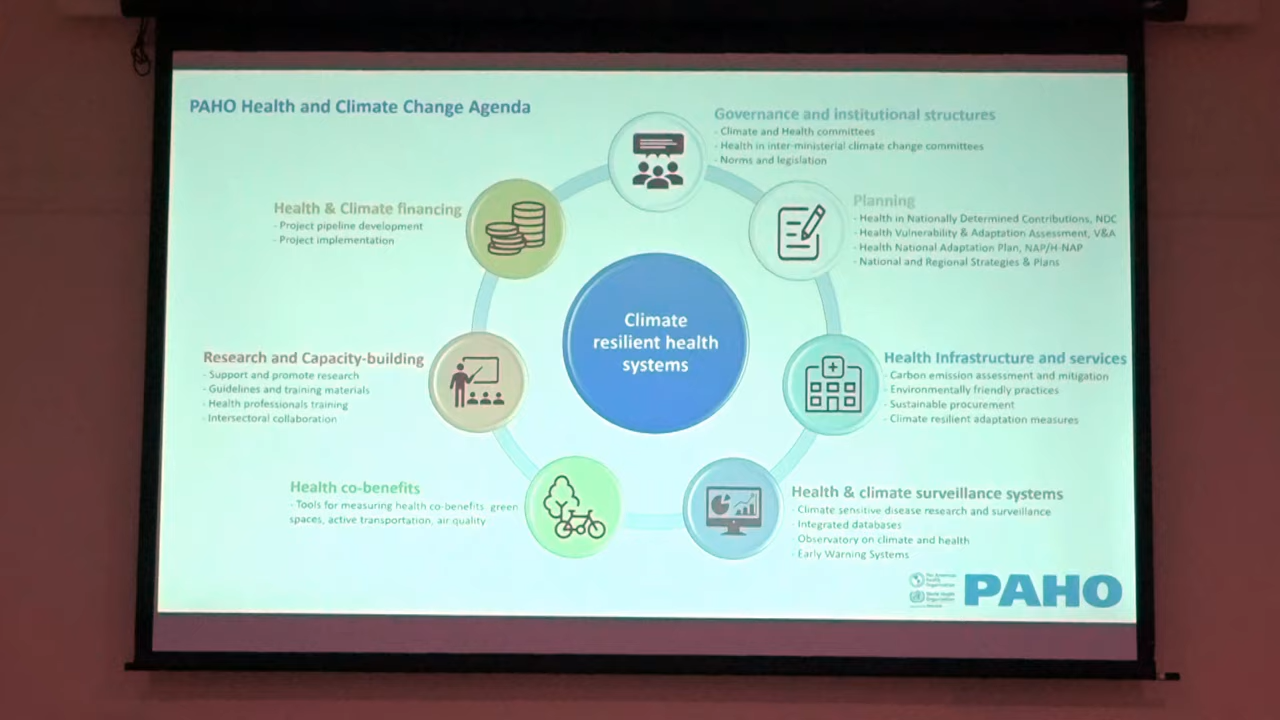 PAHO Health and Climate Change Agenda
Governance and institutional structures
- Climate and Health committees
- Health in inter-ministerial climate change committees
- Norms and legislation
Planning
- Health in Nationally Determined Contributions, NDC
- Health Vulnerability & Adaptation Assessment, V&A
- Health National Adaptation Plan, NAP/H-NAP
- National and Regional Strategies & Plans
Health Infrastructure and services
- Carbon emission assessment and mitigation
- Environmentally friendly practices
- Sustainable procurement
- Climate resilient adaptation measures
Health & climate surveillance systems
- Climate sensitive disease research and surveillance
- Integrated databases
- Observatory on climate and health
- Early Warning Systems
Health co-benefits
- Tools for measuring health co-benefits: green
spaces, active transportation, air quality
Research and Capacity-building
- Support and promote research
- Guidelines and training materials
- Health professionals training
- Intersectoral collaboration
Health & Climate financing
- Project pipeline development
- Project implementation
Climate
resilient health
systems
World Health
Organization
PAHO